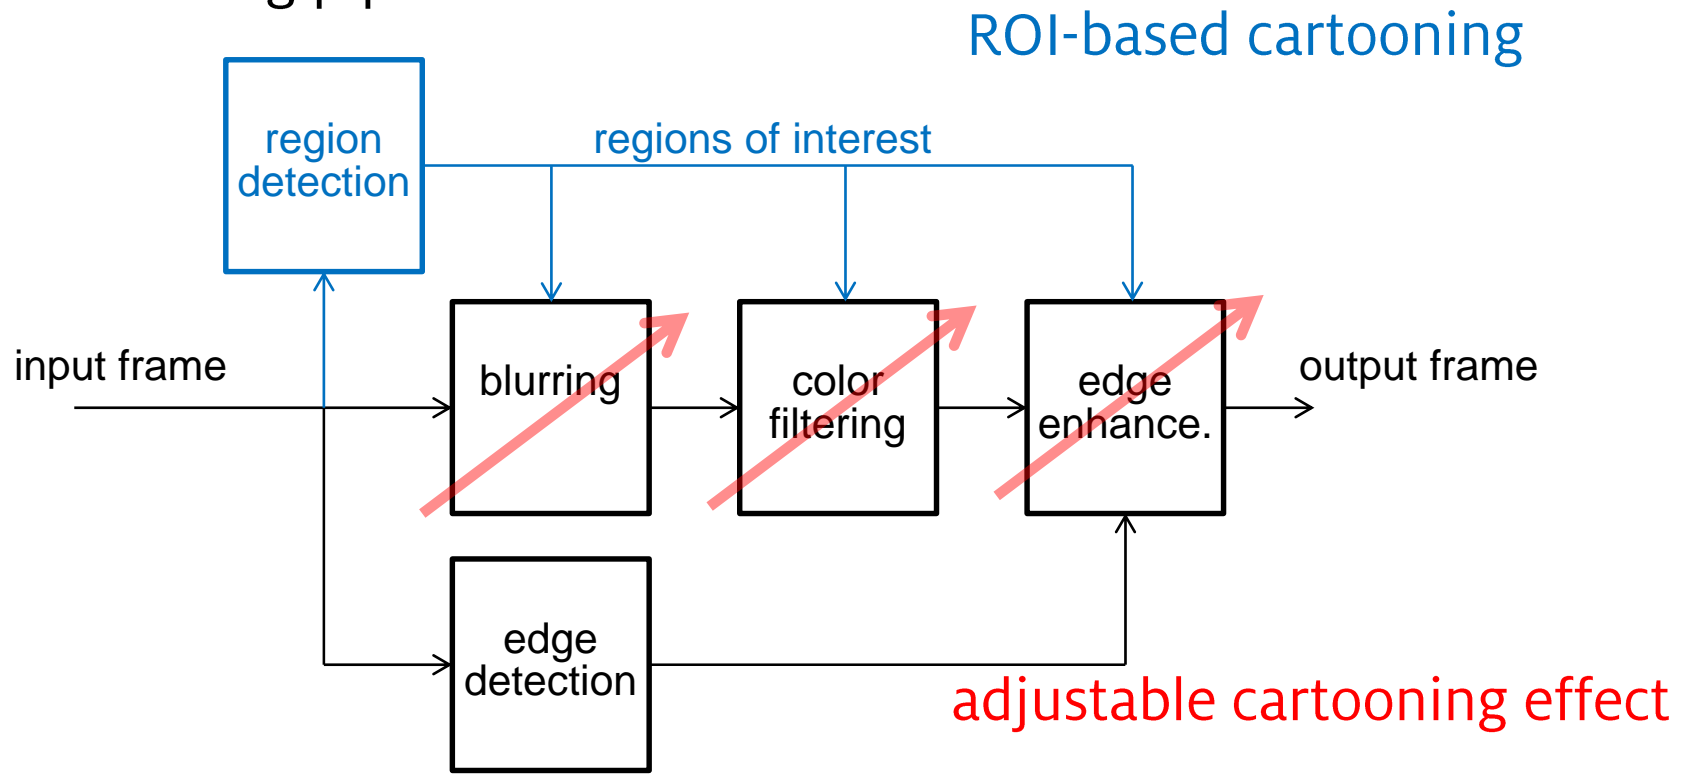 ROI-based cartooning
region
detection
regions of interest
input frame
blurring
color
filtering
edge
enhance.
output frame
edge
detection
adjustable cartooning effect